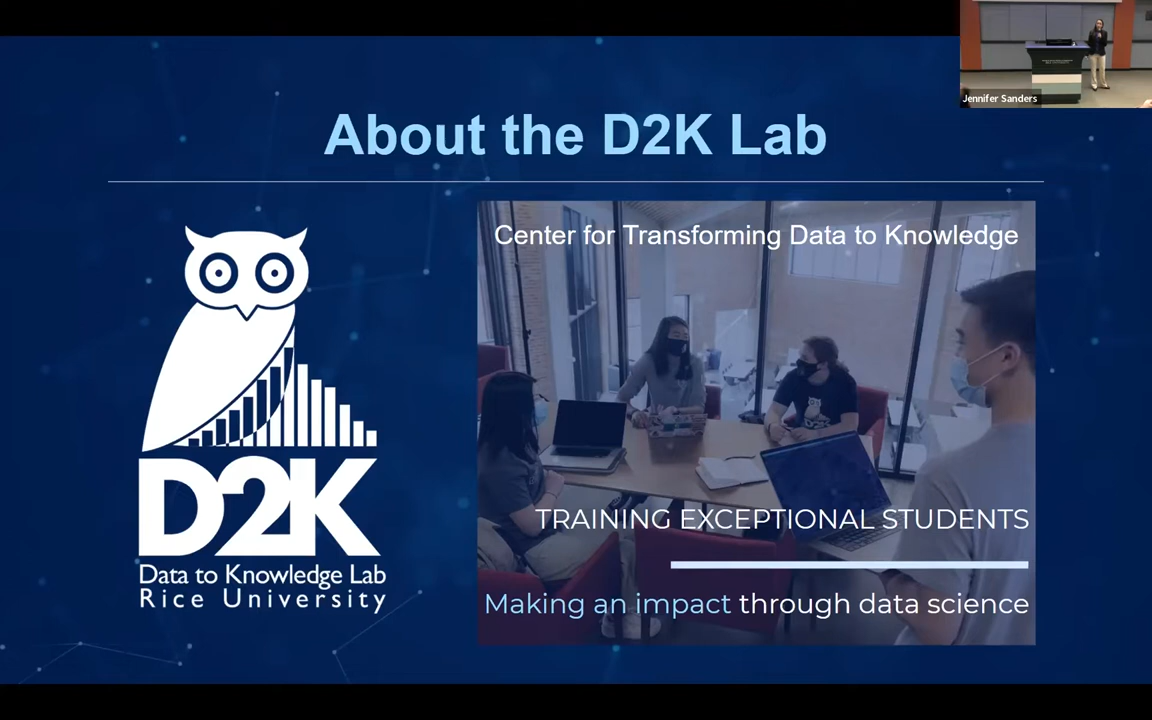 Jennifer Sanders
About the D2K Lab
Center for Transforming Data to Knowledge
D2K
TRAINING EXCEPTIONAL STUDENTS
Making an impact through data science
D2K
Data to Knowledge Lab
Rice University